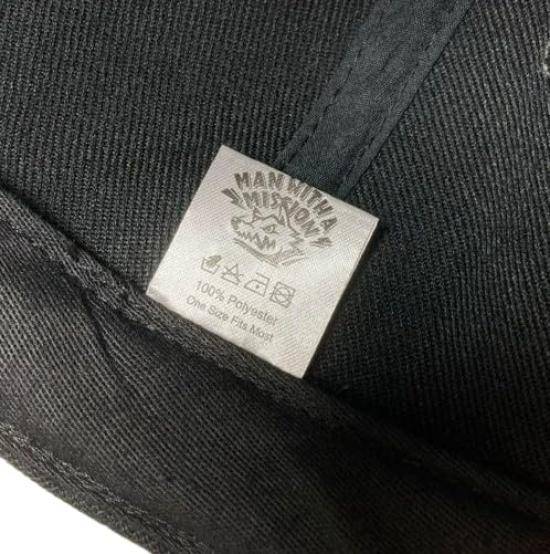 MAN WITH A
MISSION
100% Polyester
One Size Fits Most